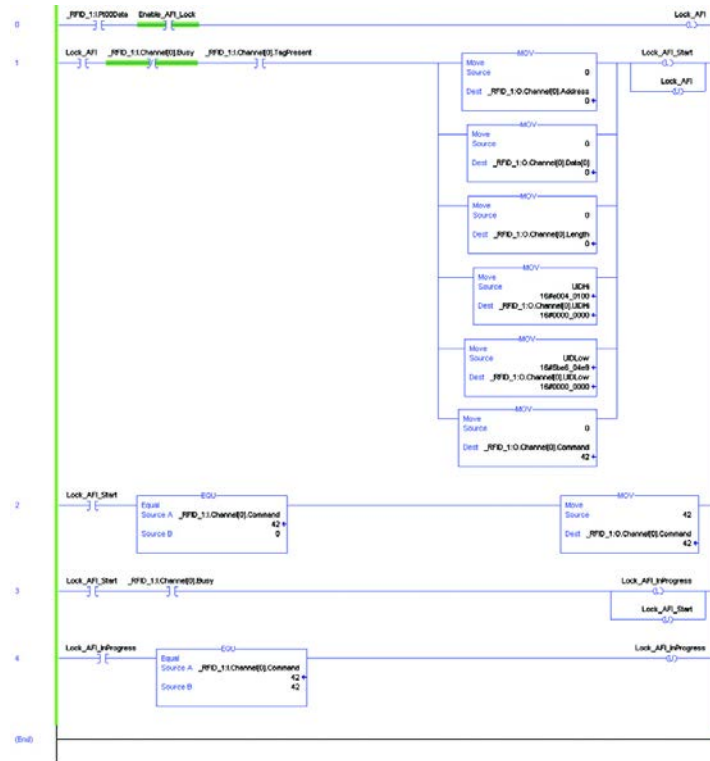 _RFID_1:I.Pt00Data Enable_AFI_Lock Lock_AFI
0
L
Lock_AFI _RFID_1:I.Channel[0].Busy _RFID_1:I.Channel[0].TagPresent Lock_AFI_Start
1
L
Lock_AFI
U
MOV
Move
Source 0
Dest _RFID_1:O.Channel[0].Address
0
MOV
Move
Source 0
Dest _RFID_1:O.Channel[0].Data[0]
0
MOV
Move
Source 0
Dest _RFID_1:O.Channel[0].Length
0
MOV
Move
Source UIDHi
16#e004_0100
Dest _RFID_1:O.Channel[0].UIDHi
16#0000_0000
MOV
Move
Source UIDLow
Dest _RFID_1:O.Channel[0].UIDLow
16#0000_0000
MOV
Move
Source 0
Dest _RFID_1:O.Channel[0].Command
42
2
Lock_AFI_Start
EQU
Equal
Source A _RFID_1:I.Channel[0].Command
42
Source B 0
MOV
Move
Source 42
Dest _RFID_1:O.Channel[0].Command
42
3
Lock_AFI_Start _RFID_1:I.Channel[0].Busy Lock_AFI_InProgress
L
Lock_AFI_Start
U
4
Lock_AFI_InProgress
EQU
Equal
Source A _RFID_1:I.Channel[0].Command
42
Source B 42
Lock_AFI_InProgress
U
(End)